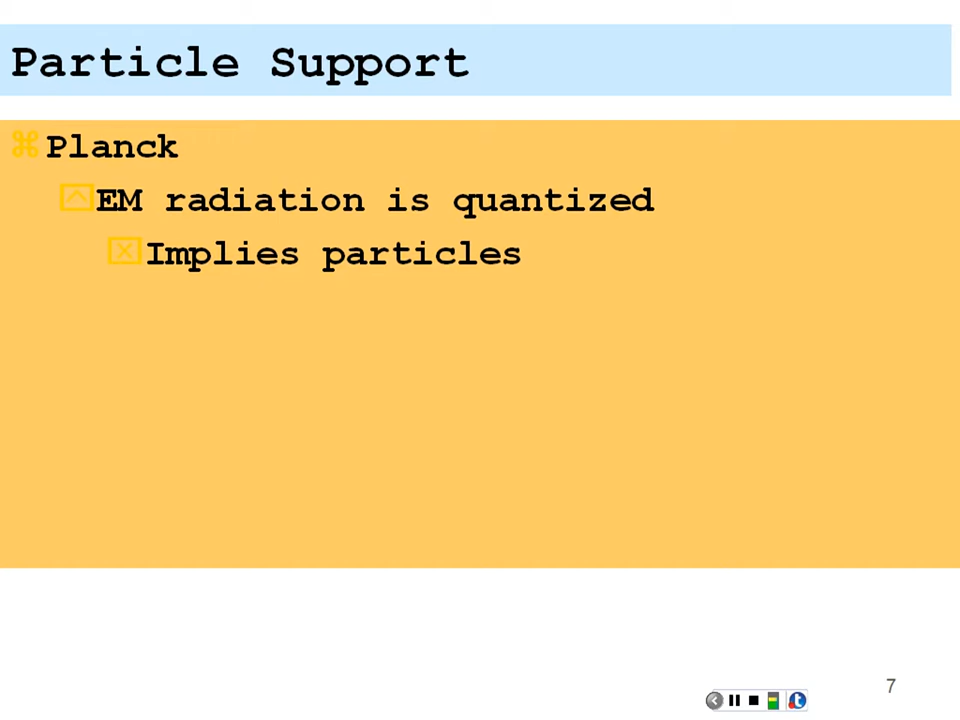 Particle Support
Planck
EM radiation is quantized
Implies particles
7